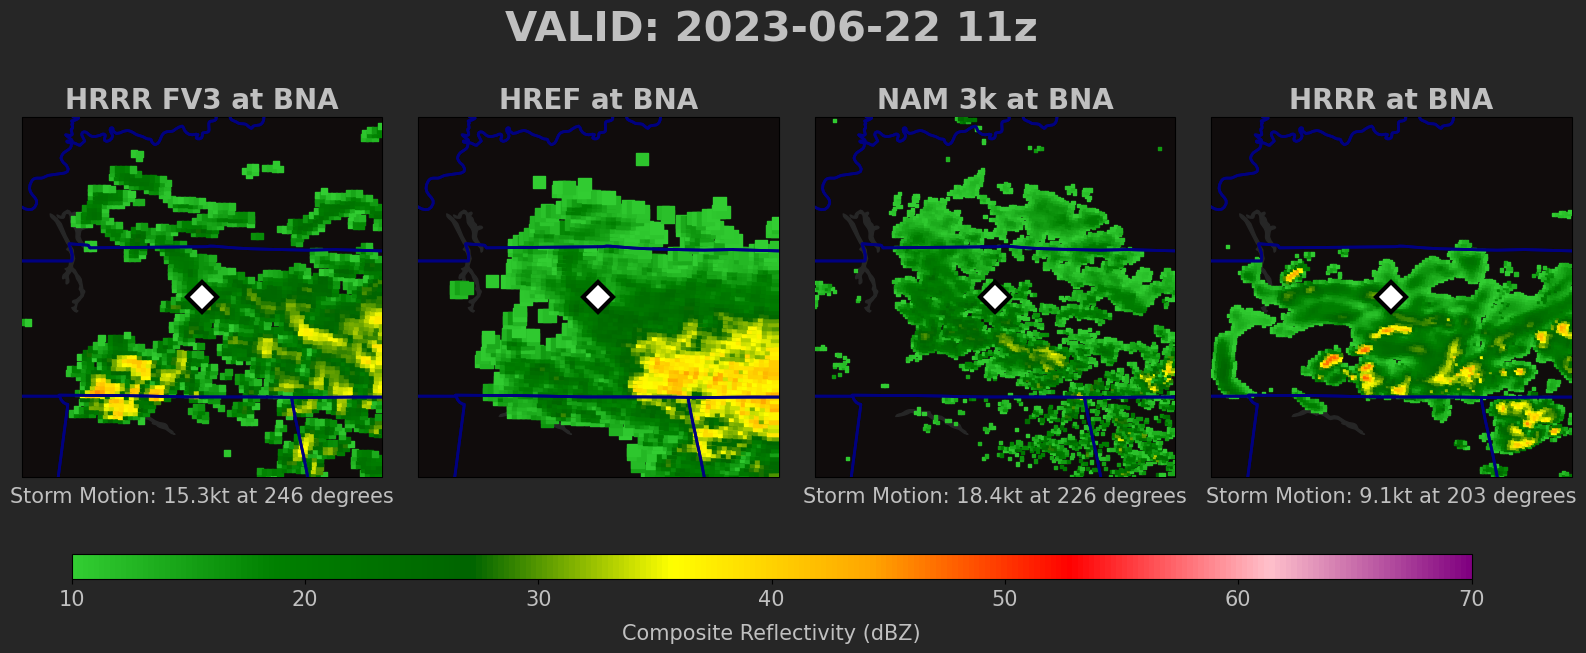 VALID: 2023-06-22 11z
HRRR FV3 at BNA
HREF at BNA
NAM 3k at BNA
HRRR at BNA
Storm Motion: 15.3kt at 246 degrees
Storm Motion: 18.4kt at 226 degrees
Storm Motion: 9.1kt at 203 degrees
10 20 30 40 50 60 70
Composite Reflectivity (dBZ)